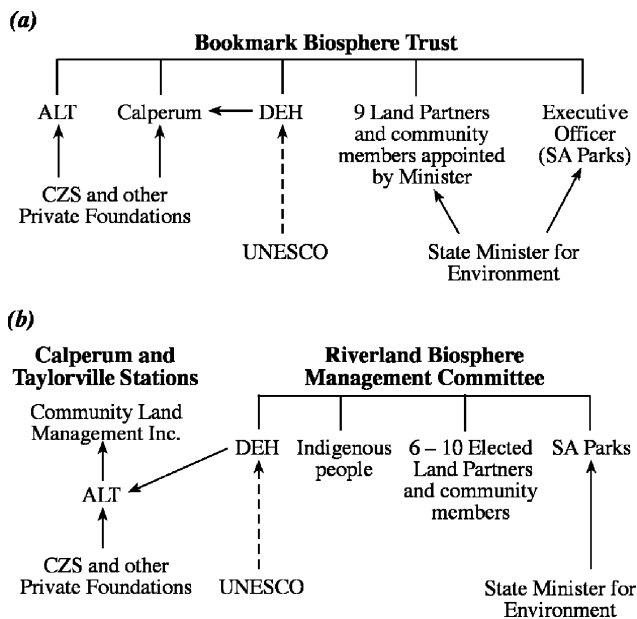 (a)
Bookmark Biosphere Trust
ALT
Calperum
DEH
9 Land Partners
and community
members appointed
by Minister
Executive
Officer
(SA Parks)
CZS and other
Private Foundations
UNESCO
State Minister for
Environment
(b)
Calperum and
Taylorville Stations
Riverland Biosphere
Management Committee
Community Land
Management Inc.
DEH
Indigenous
people
6 – 10 Elected
Land Partners
and community
members
SA Parks
ALT
CZS and other
Private Foundations
UNESCO
State Minister for
Environment